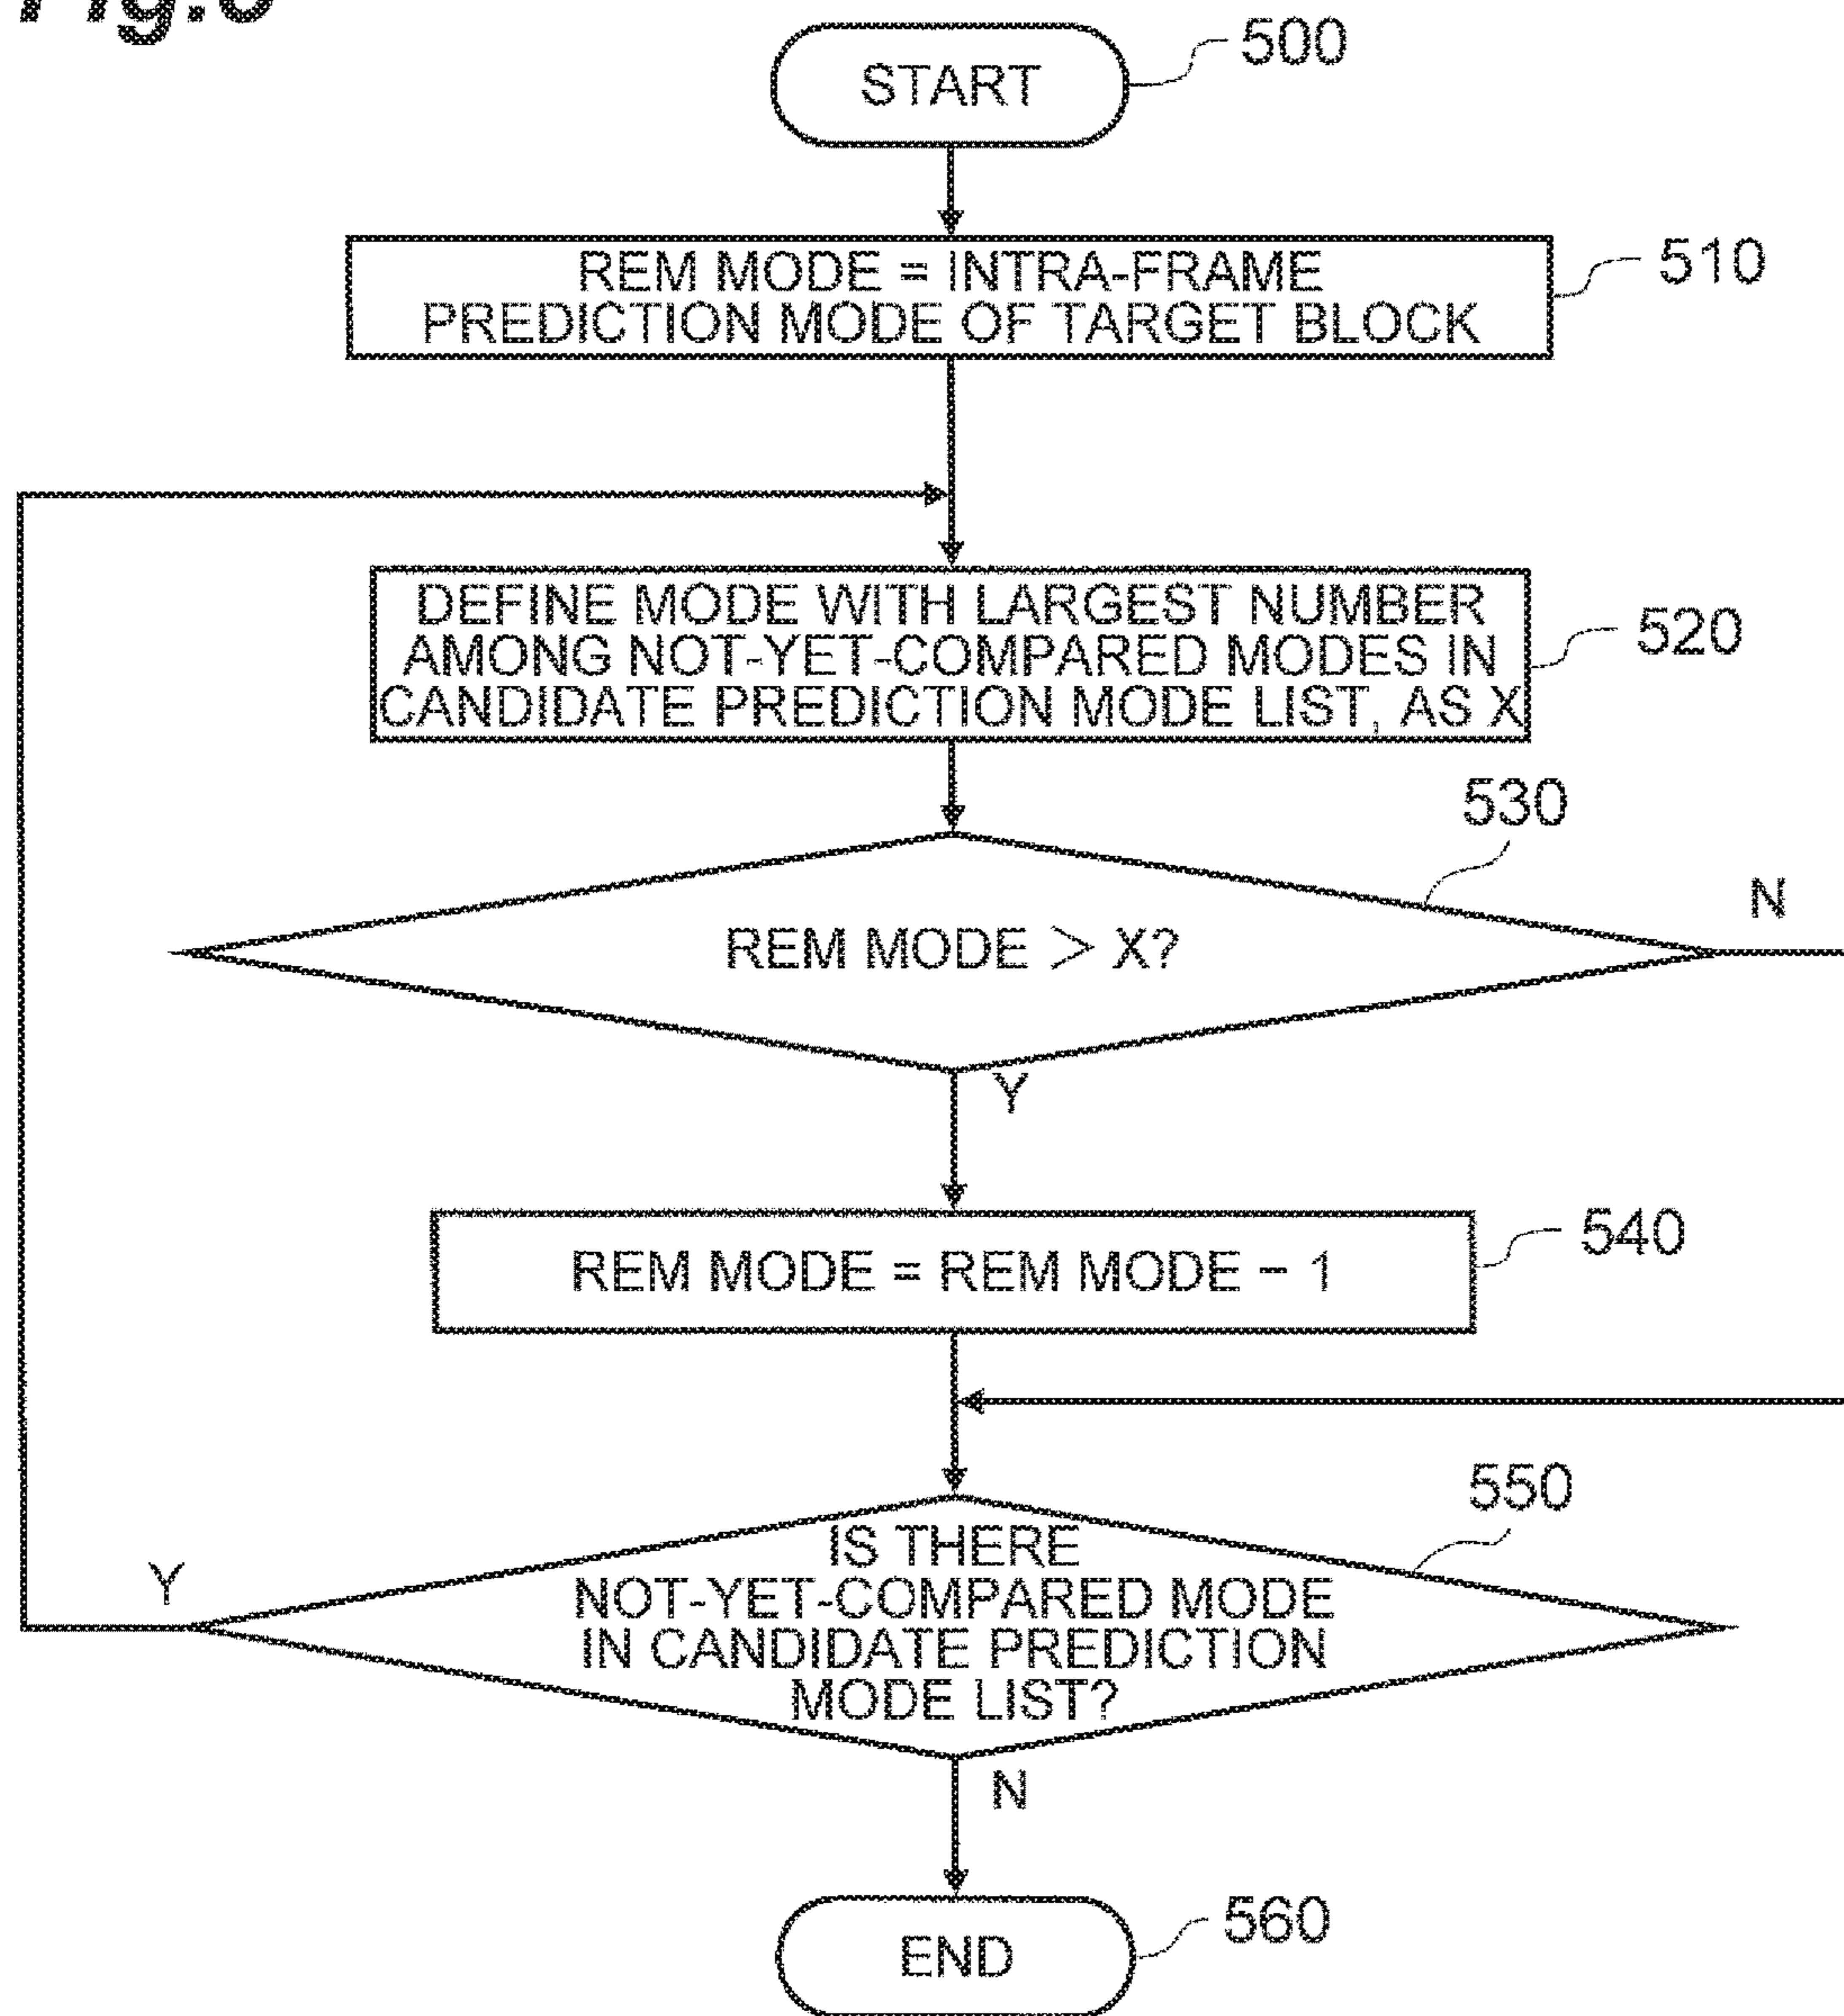 START
500
REM MODE = INTRA-FRAME
PREDICTION MODE OF TARGET BLOCK
510
DEFINE MODE WITH LARGEST NUMBER
AMONG NOT-YET-COMPARED MODES IN
CANDIDATE PREDICTION MODE LIST, AS X
520
530
REM MODE > X?
N
Y
REM MODE = REM MODE − 1
540
550
IS THERE
NOT-YET-COMPARED MODE
IN CANDIDATE PREDICTION
MODE LIST?
Y
N
END
560